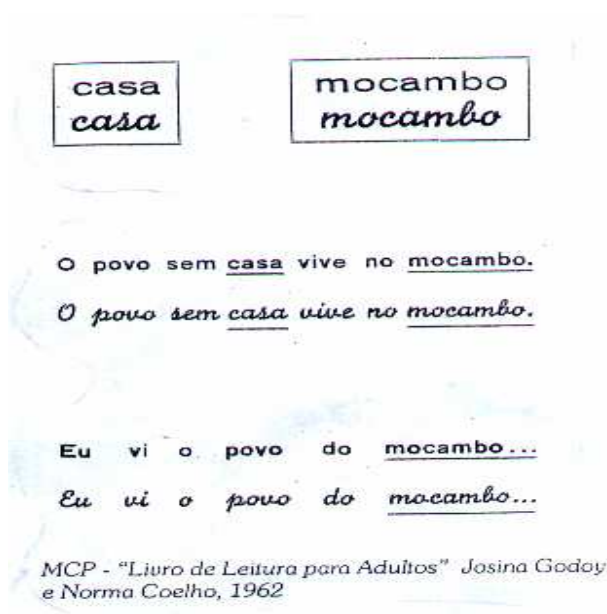 casa
casa
mocambo
mocambo
O povo sem casa vive no mocambo.
O povo sem casa vive no mocambo.
Eu vi o povo do mocambo...
Eu vi o povo do mocambo...
MCP - "Livro de Leitura para Adultos" Josina Godoy
e Norma Coelho, 1962